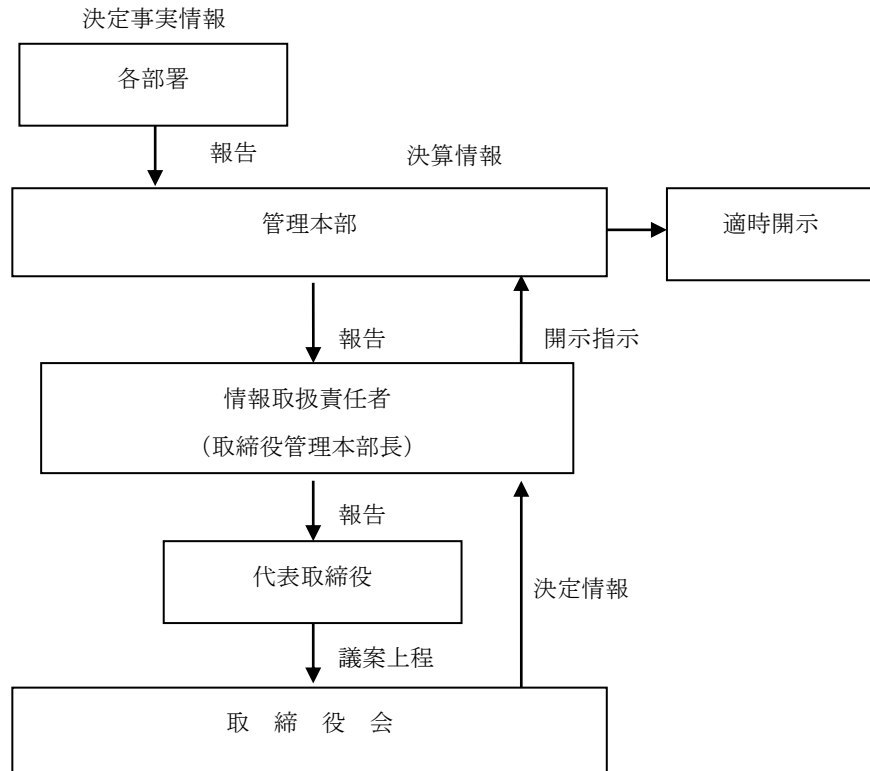 決定事実情報
各部署
報告
決算情報
管理本部
適時開示
報告
開示指示
情報取扱責任者
（取締役管理本部長）
報告
代表取締役
決定情報
議案上程
取　締　役　会